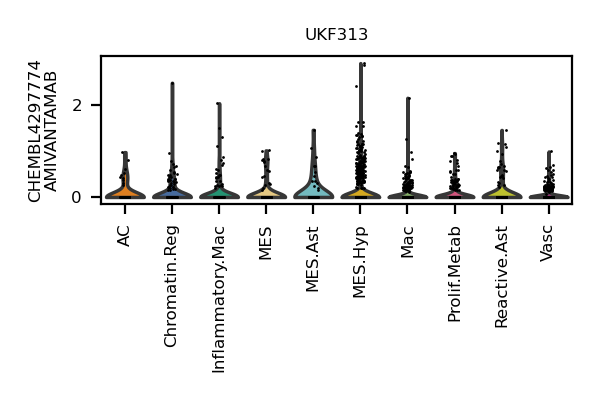 UKF313
CHEMBL4297774
AMIVANTAMAB
2
0
AC
Chromatin.Reg
Inflammatory.Mac
MES
MES.Ast
MES.Hyp
Mac
Prolif.Metab
Reactive.Ast
Vasc